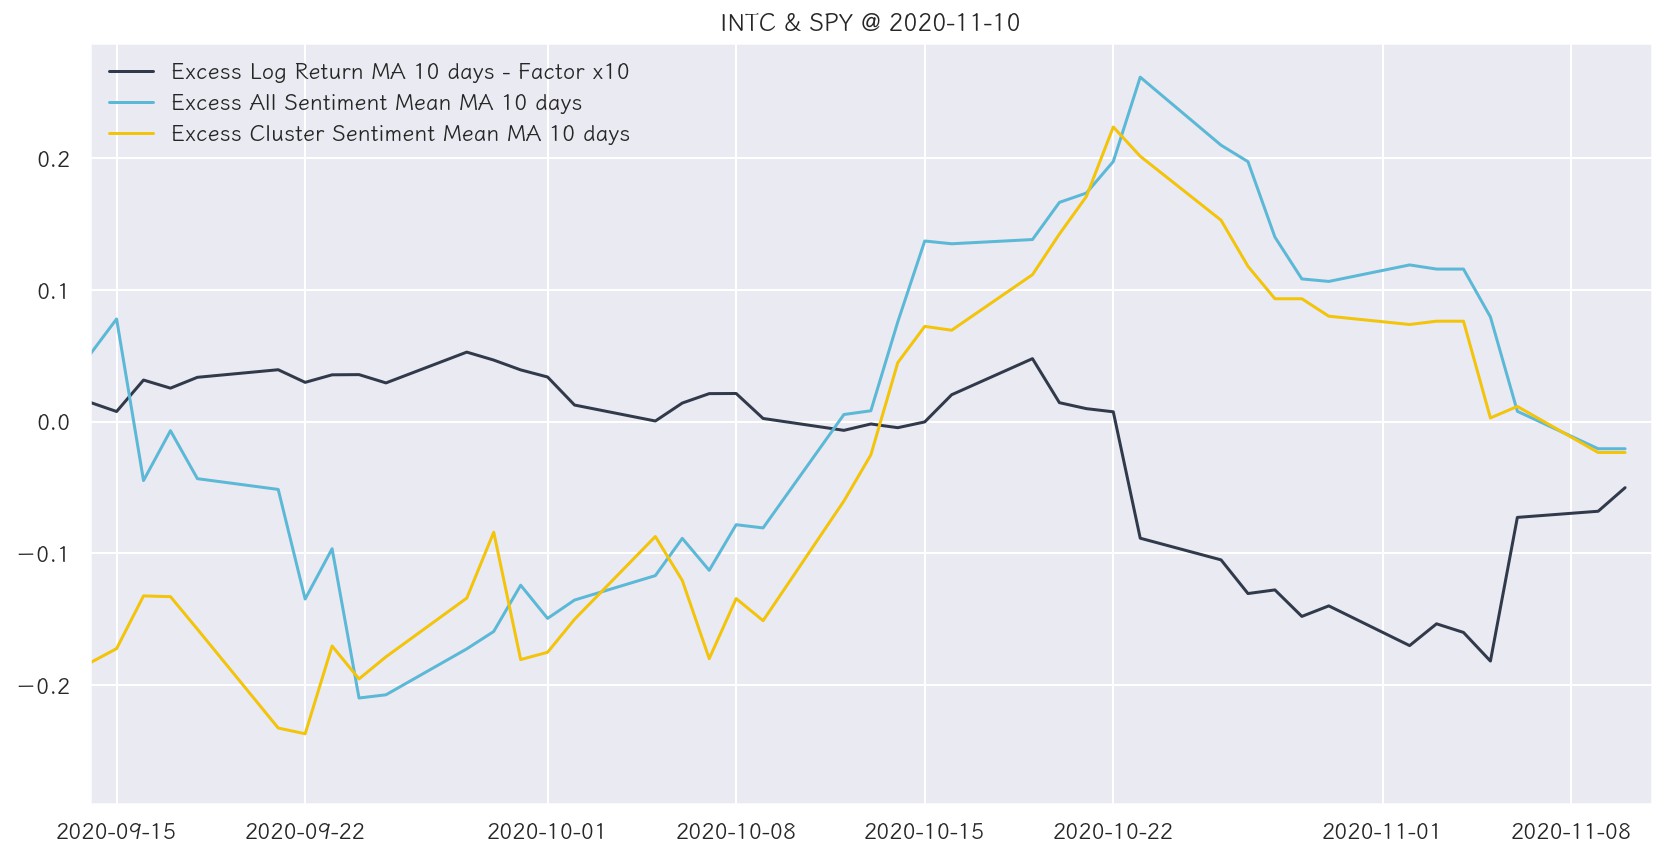 INTC & SPY @ 2020-11-10
Excess Log Return MA 10 days - Factor x10
Excess All Sentiment Mean MA 10 days
Excess Cluster Sentiment Mean MA 10 days
0.2
0.1
0.0
−0.1
−0.2
2020-09-15 2020-09-22 2020-10-01 2020-10-08 2020-10-15 2020-10-22 2020-11-01 2020-11-08